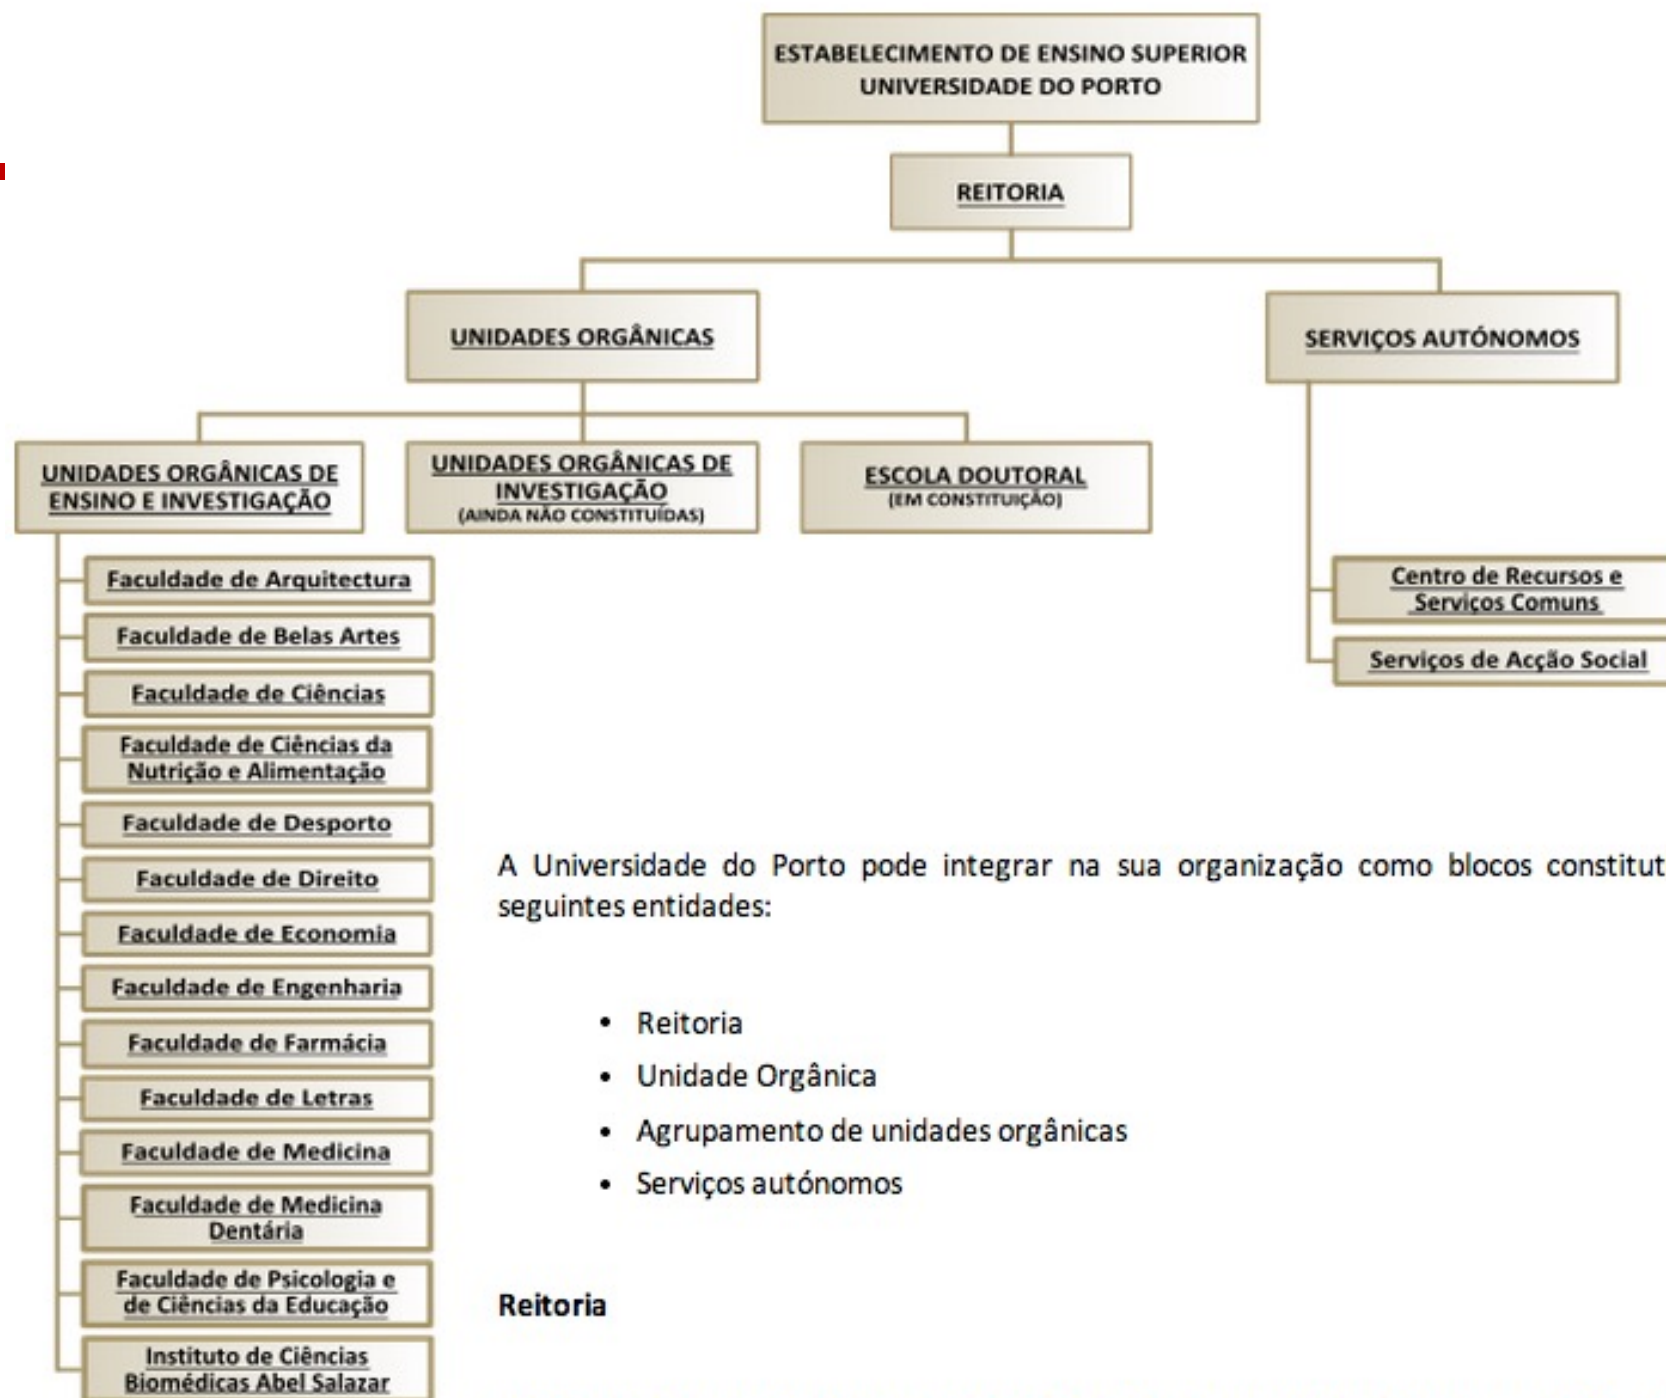 ESTABELECIMENTO DE ENSINO SUPERIOR
UNIVERSIDADE DO PORTO
REITORIA
UNIDADES ORGÂNICAS
SERVIÇOS AUTÓNOMOS
UNIDADES ORGÂNICAS DE
ENSINO E INVESTIGAÇÃO
UNIDADES ORGÂNICAS DE
INVESTIGAÇÃO
(AINDA NÃO CONSTITUÍDAS)
ESCOLA DOUTORAL
(EM CONSTITUIÇÃO)
Faculdade de Arquitectura
Faculdade de Belas Artes
Faculdade de Ciências
Faculdade de Ciências da
Nutrição e Alimentação
Faculdade de Desporto
Faculdade de Direito
Faculdade de Economia
Faculdade de Engenharia
Faculdade de Farmácia
Faculdade de Letras
Faculdade de Medicina
Faculdade de Medicina
Dentária
Faculdade de Psicologia e
de Ciências da Educação
Instituto de Ciências
Biomédicas Abel Salazar
Centro de Recursos e
Serviços Comuns
Serviços de Acção Social
A Universidade do Porto pode integrar na sua organização como blocos constitut
seguintes entidades:
• Reitoria
• Unidade Orgânica
• Agrupamento de unidades orgânicas
• Serviços autónomos
Reitoria